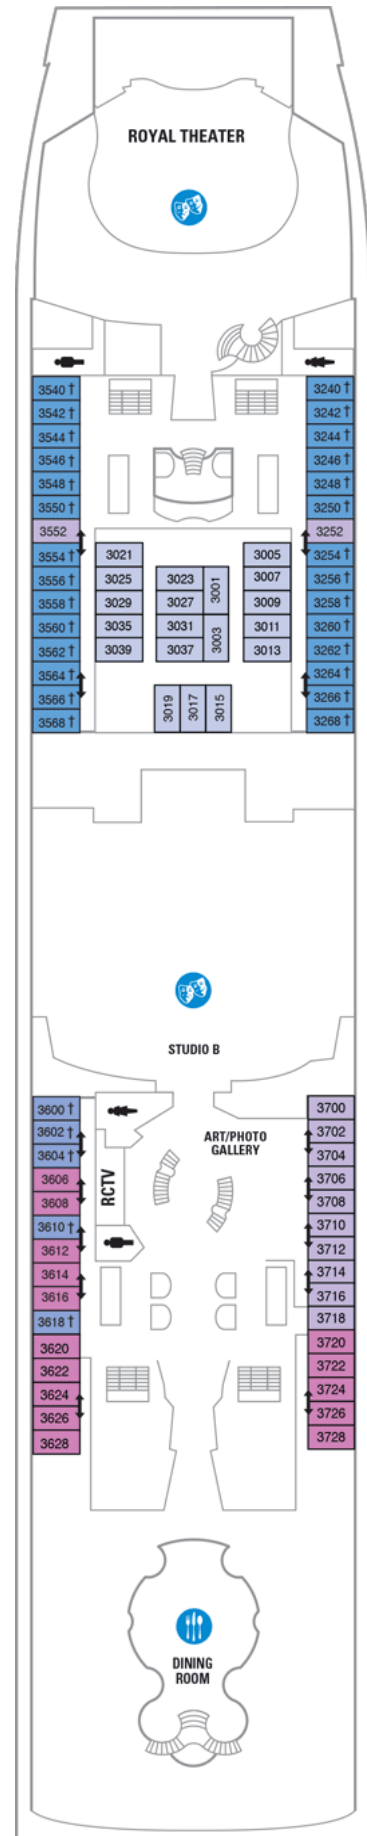 ROYAL THEATER
3540 † 3240 †
3542 † 3242 †
3544 † 3244 †
3546 † 3246 †
3548 † 3248 †
3550 † 3250 †
3552 3252
3554 † 3021 3005 3254 †
3556 † 3025 3023 3001 3007 3256 †
3558 † 3029 3027 3009 3258 †
3560 † 3035 3031 3003 3011 3260 †
3562 † 3039 3037 3013 3262 †
3564 † 3264 †
3566 † 3019 3017 3015 3266 †
3568 † 3268 †
STUDIO B
3600 † 3700
3602 † 3702
ART/PHOTO
GALLERY
3604 † 3704
RCTV
3606 3706
3608 3708
3610 † 3710
3612 3712
3614 3714
3616 3716
3618 † 3718
3620 3720
3622 3722
3624 3724
3626 3726
3628 3728
DINING
ROOM